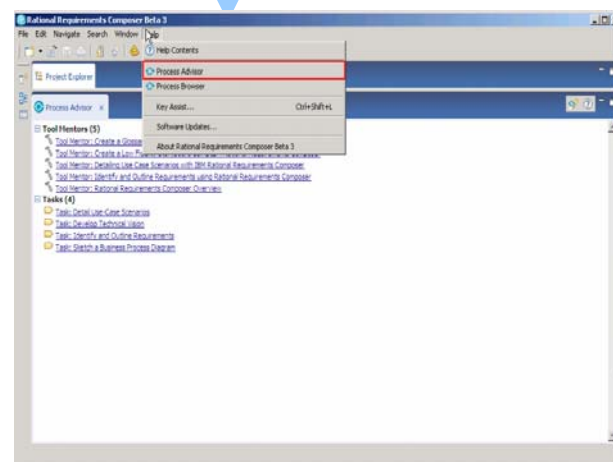 Rational Requirements Composer Beta 3
File Edit Navigate Search Window Help
Help Contents
Project Explorer
Process Advisor
Process Browser
Process Advisor
Key Assist... Ctrl+Shift+L
Software Updates...
About Rational Requirements Composer Beta 3
Tool Mentors (5)
Tool Mentor: Create a
Tool Mentor: Create a Low
Tool Mentor: Detailing Use Case Scenarios with IBM Rational Requirements Composer
Tool Mentor: Identify and Outline Requirements using Rational Requirements Composer
Tool Mentor: Rational Requirements Composer Overview
Tasks (4)
Task: Detail Use-Case Scenarios
Task: Develop Technical Vision
Task: Identify and Outline Requirements
Task: Sketch a Business Process Diagram